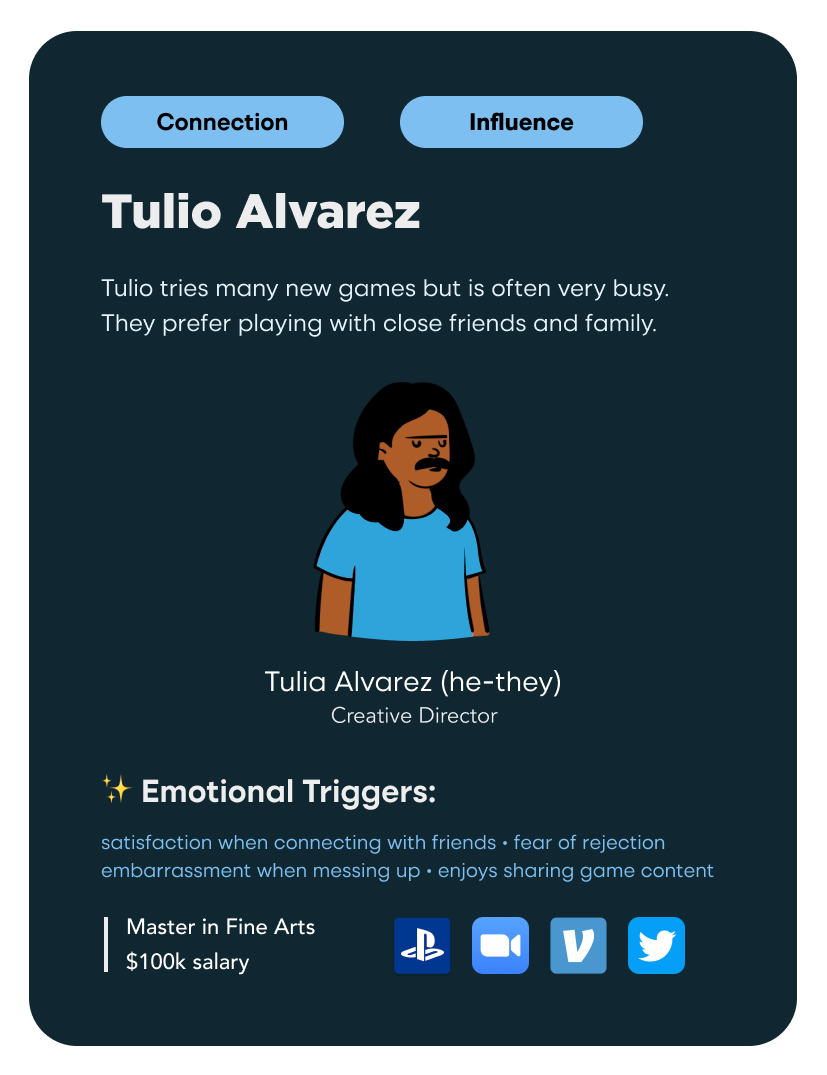 Connection
Influence
Tulio Alvarez
Tulio tries many new games but is often very busy.
They prefer playing with close friends and family.
Tulia Alvarez (he-they)
Creative Director
✨ Emotional Triggers:
satisfaction when connecting with friends • fear of rejection
embarrassment when messing up • enjoys sharing game content
Master in Fine Arts
$100k salary